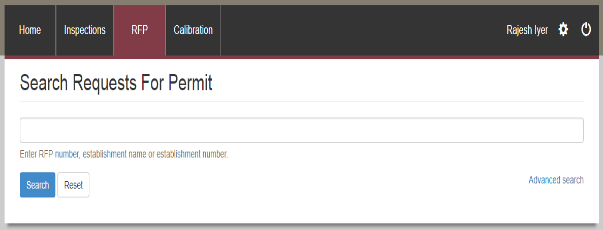 Home Inspections RFP Calibration Rajesh Iyer
Search Requests For Permit
Enter RFP number, establishment name or establishment number.
Search Reset Advanced search